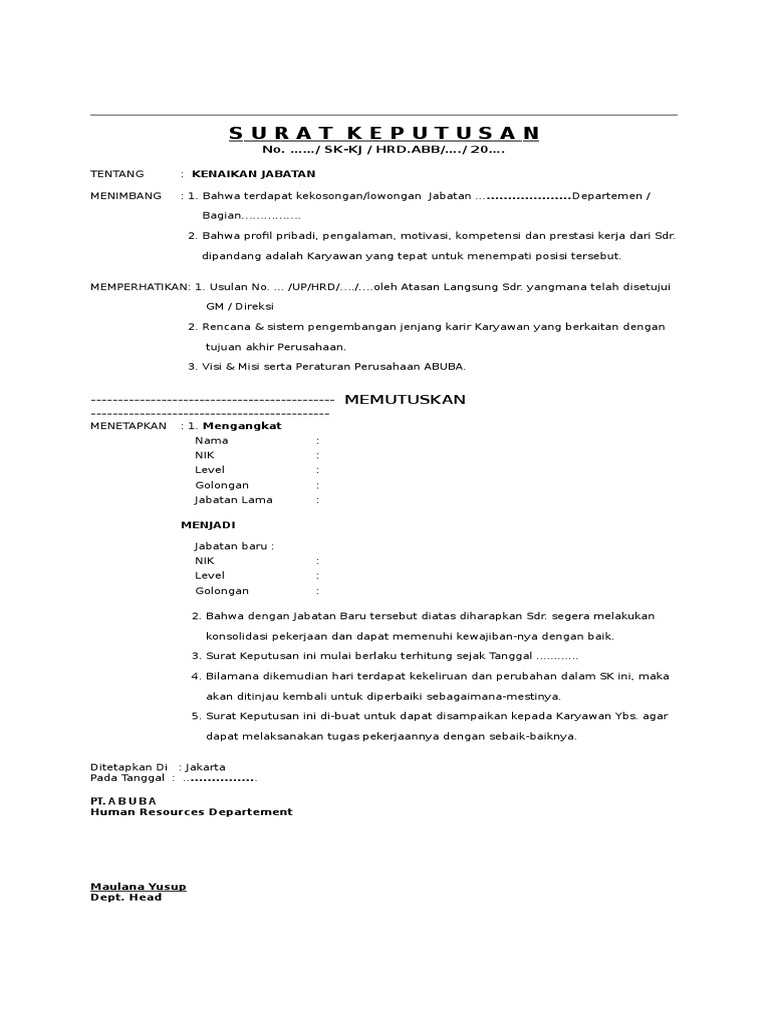 SURAT KEPUTUSAN
No. ....../ SK-KJ / HRD.ABB/..../ 20....
TENTANG : KENAIKAN JABATAN
MENIMBANG : 1. Bahwa terdapat kekosongan/lowongan Jabatan .......................Departemen /
Bagian...............
2. Bahwa profil pribadi, pengalaman, motivasi, kompetensi dan prestasi kerja dari Sdr.
dipandang adalah Karyawan yang tepat untuk menempati posisi tersebut.
MEMPERHATIKAN: 1. Usulan No. ... /UP/HRD/..../....oleh Atasan Langsung Sdr. yangmana telah disetujui
GM / Direksi
2. Rencana & sistem pengembangan jenjang karir Karyawan yang berkaitan dengan
tujuan akhir Perusahaan.
3. Visi & Misi serta Peraturan Perusahaan ABUBA.
--------------------------------------------- MEMUTUSKAN
--------------------------------------------
MENETAPKAN : 1. Mengangkat
Nama :
NIK :
Level :
Golongan :
Jabatan Lama :
MENJADI
Jabatan baru :
NIK :
Level :
Golongan :
2. Bahwa dengan Jabatan Baru tersebut diatas diharapkan Sdr. segera melakukan
konsolidasi pekerjaan dan dapat memenuhi kewajiban-nya dengan baik.
3. Surat Keputusan ini mulai berlaku terhitung sejak Tanggal ............
4. Bilamana dikemudian hari terdapat kekeliruan dan perubahan dalam SK ini, maka
akan ditinjau kembali untuk diperbaiki sebagaimana-mestinya.
5. Surat Keputusan ini di-buat untuk dapat disampaikan kepada Karyawan Ybs. agar
dapat melaksanakan tugas pekerjaannya dengan sebaik-baiknya.
Ditetapkan Di : Jakarta
Pada Tanggal : ..................
PT. A B U B A
Human Resources Departement
Maulana Yusup
Dept. Head